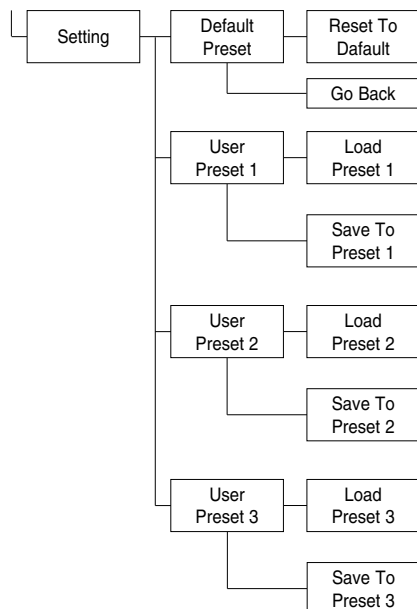 Setting
Default
Preset
Reset To
Dafault
Go Back
User
Preset 1
Load
Preset 1
Save To
Preset 1
User
Preset 2
Load
Preset 2
Save To
Preset 2
User
Preset 3
Load
Preset 3
Save To
Preset 3